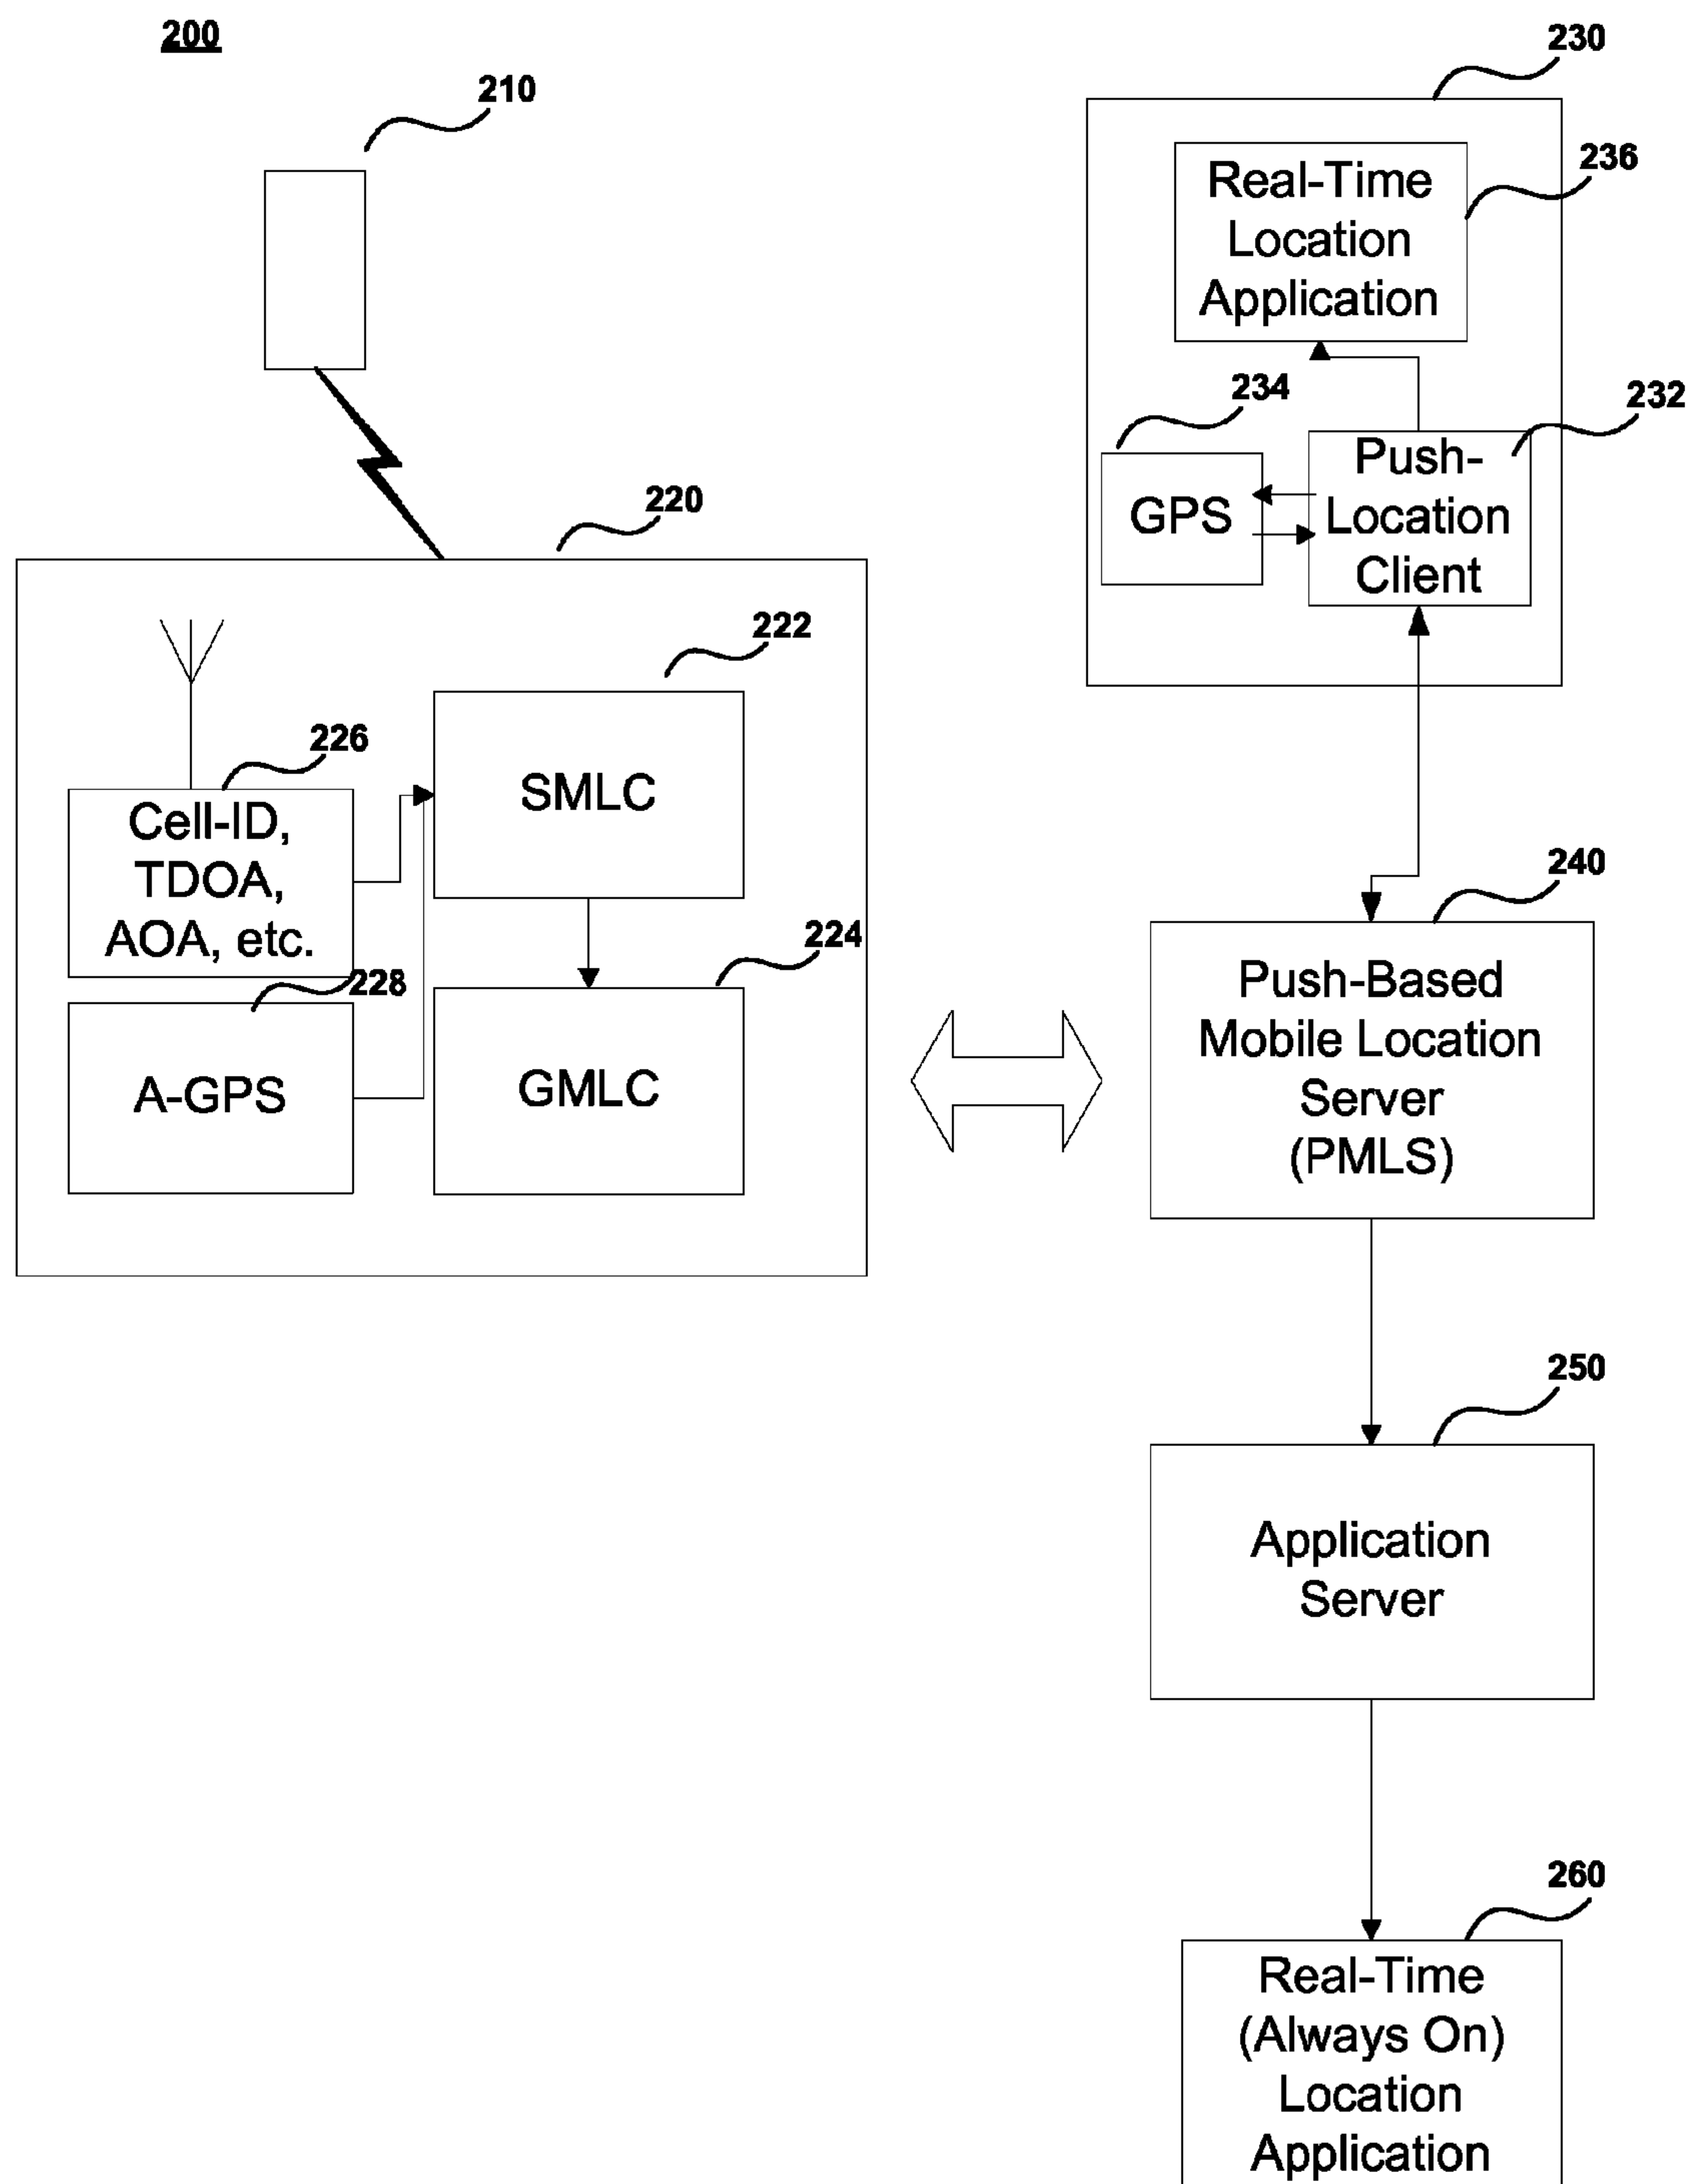 200
210
220
222
226
Cell-ID,
TDOA,
AOA, etc.
SMLC
224
228
A-GPS
GMLC
230
236
Real-Time
Location
Application
234
232
GPS
Push-
Location
Client
240
Push-Based
Mobile Location
Server
(PMLS)
250
Application
Server
260
Real-Time
(Always On)
Location
Application